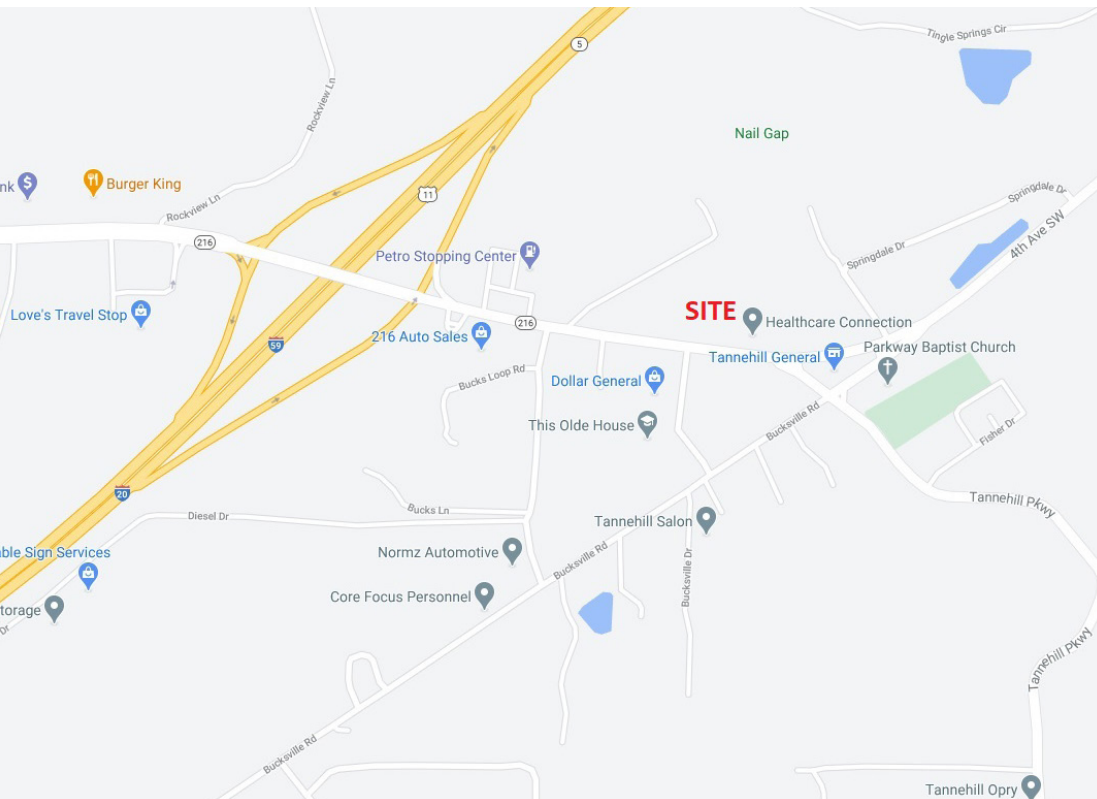 5
Tingle Springs Cir
Rockview Ln
Nail Gap
nk
Burger King
11
Springdale Dr
Rockview Ln
216
4th Ave SW
Springdale Dr
Petro Stopping Center
Love's Travel Stop
SITE
216
Healthcare Connection
216 Auto Sales
59
Tannehill General
Parkway Baptist Church
Bucks Loop Rd
Dollar General
This Olde House
Bucksville Rd
Fisher Dr
20
Tannehill Pkwy
Bucks Ln
Diesel Dr
Tannehill Salon
able Sign Services
Normz Automotive
Bucksville Rd
Bucksville Dr
Core Focus Personnel
torage
Dr
Tannehill Pkwy
Bucksville Rd
Tannehill Opry